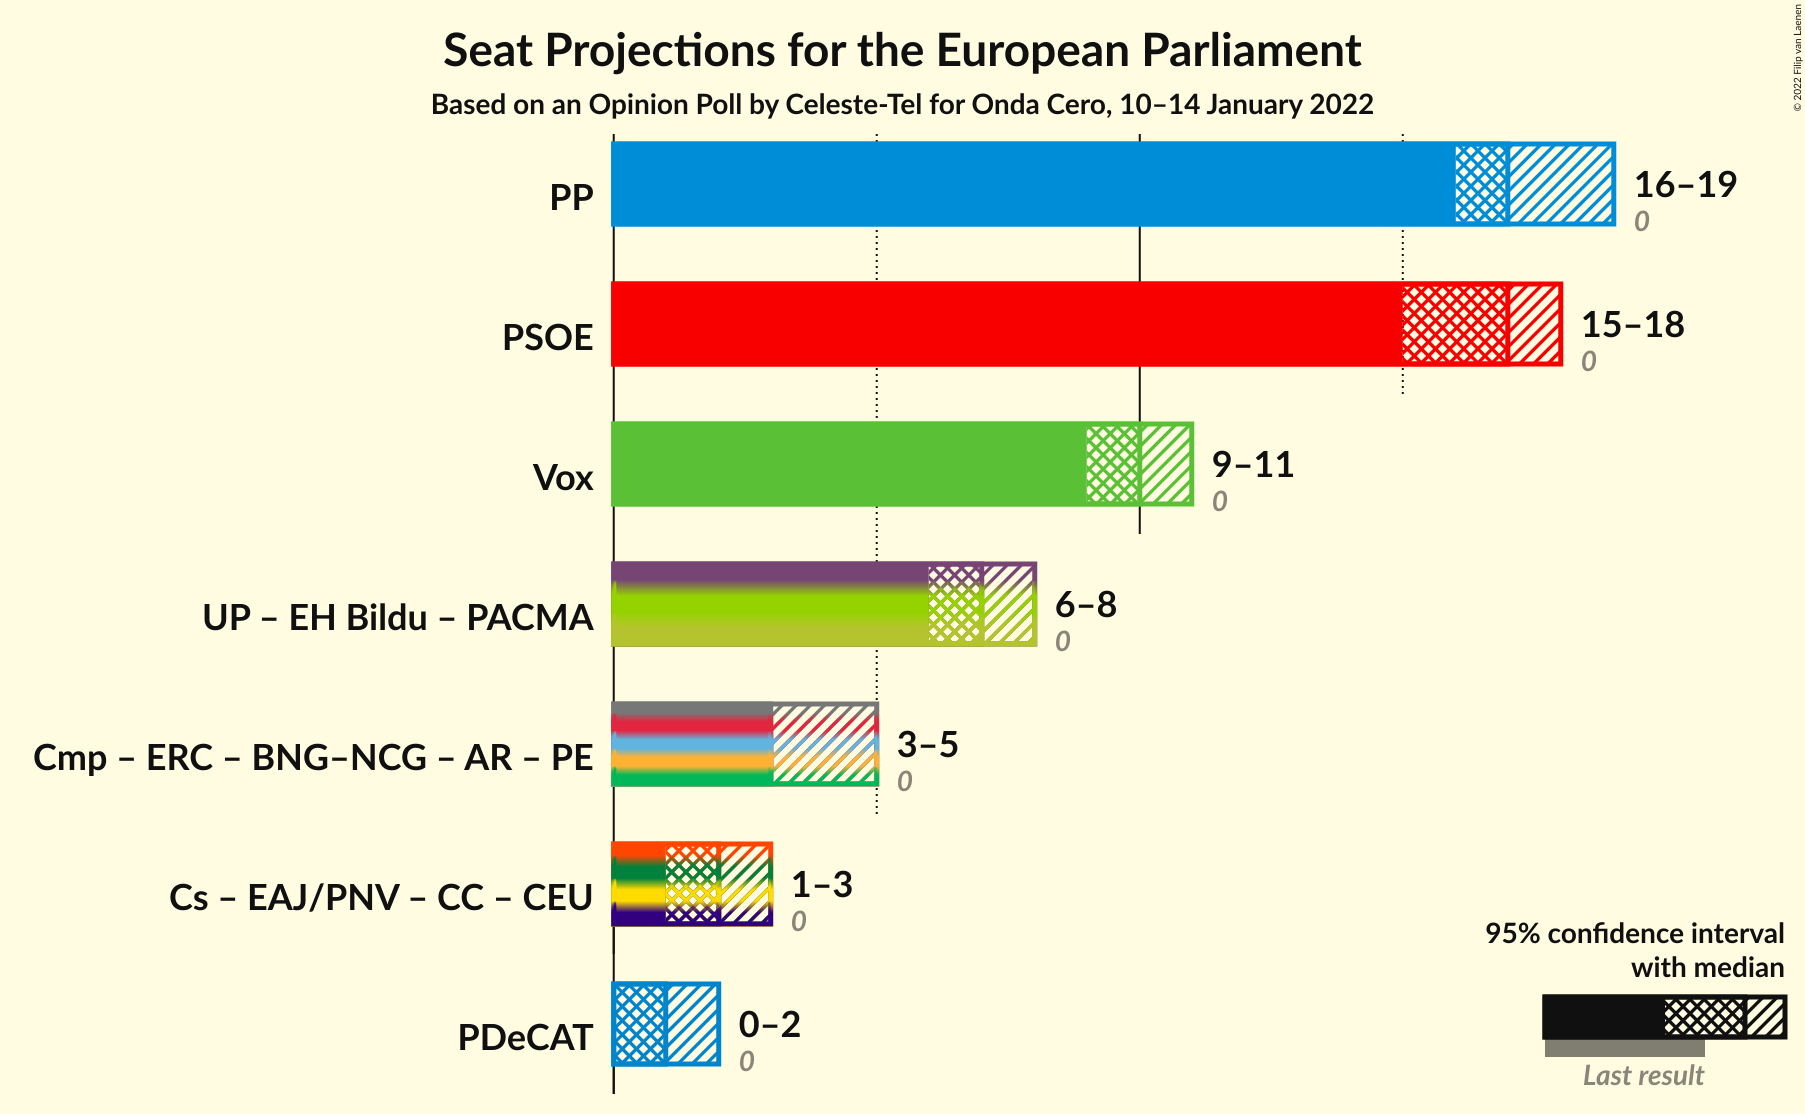 Seat Projections for the European Parliament
Based on an Opinion Poll by Celeste-Tel for Onda Cero, 10–14 January 2022
© 2022 Filip van Laenen
PP
16–19
0
PSOE
15–18
0
Vox
9–11
0
UP – EH Bildu – PACMA
6–8
0
Cmp – ERC – BNG–NCG – AR – PE
3–5
0
Cs – EAJ/PNV – CC – CEU
1–3
0
PDeCAT
0–2
0
95% confidence interval
with median
Last result